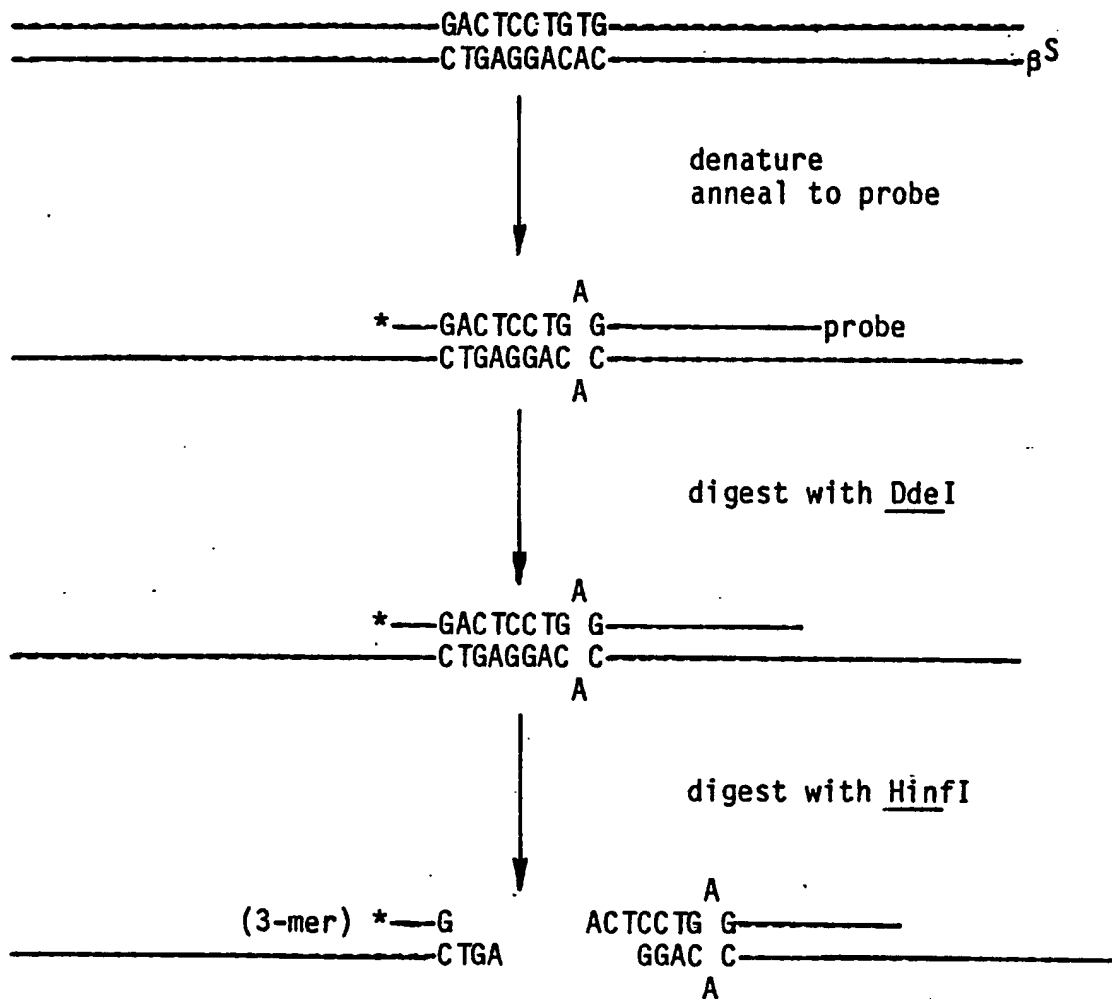 GACTCCTGTG
CTGAGGACAC βS
denature
anneal to probe
A
* GACTCCTG G probe
CTGAGGAC C
A
digest with DdeI
A
* GACTCCTG G
CTGAGGAC C
A
digest with HinfI
A
(3-mer) * G ACTCCTG G
CTGA GGAC C
A